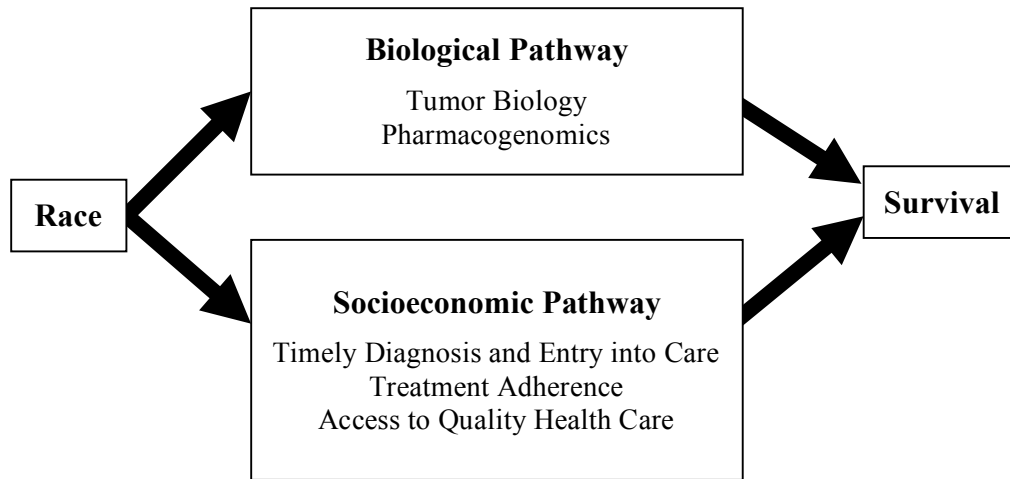 Biological Pathway
Tumor Biology
Pharmacogenomics
Race
Survival
Socioeconomic Pathway
Timely Diagnosis and Entry into Care
Treatment Adherence
Access to Quality Health Care